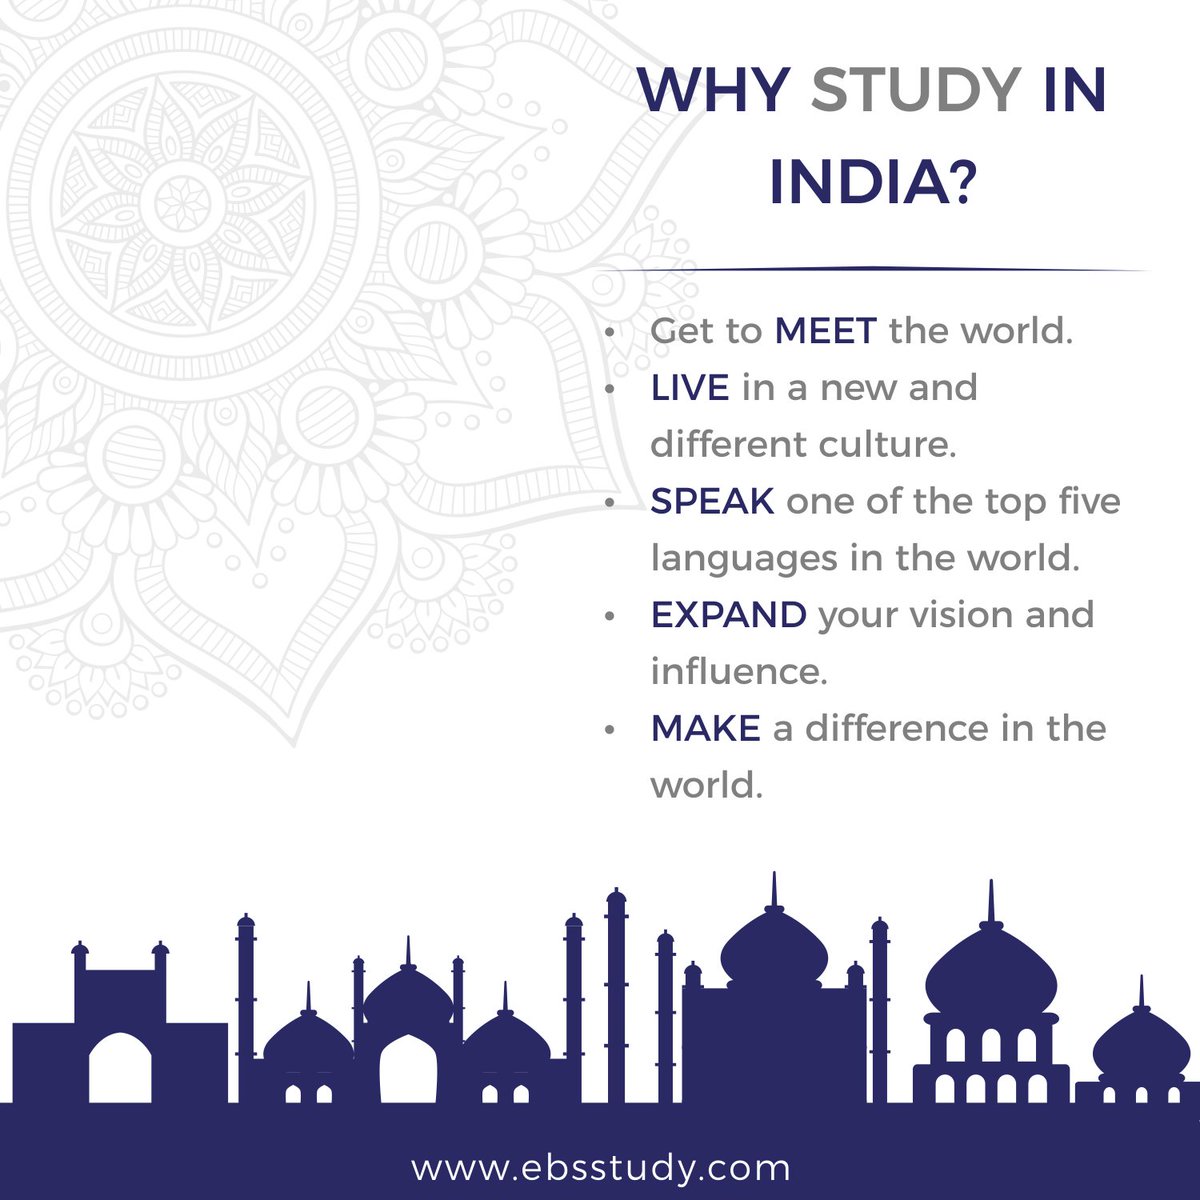 WHY STUDY IN
INDIA?
• Get to MEET the world.
• LIVE in a new and
different culture.
• SPEAK one of the top five
languages in the world.
• EXPAND your vision and
influence.
• MAKE a difference in the
world.
www.ebsstudy.com